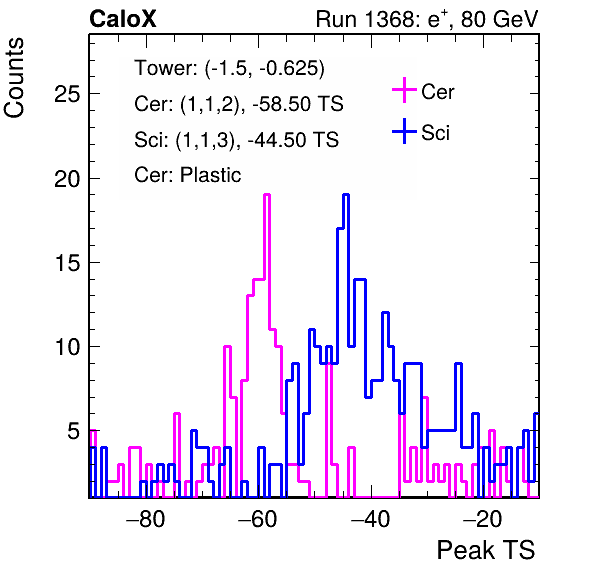 CaloX Run 1368: e⁺, 80 GeV
Counts
Tower: (-1.5, -0.625)
Cer: (1,1,2), -58.50 TS
Sci: (1,1,3), -44.50 TS
Cer: Plastic
Cer
Sci
25
20
15
10
5
−80 −60 −40 −20
Peak TS